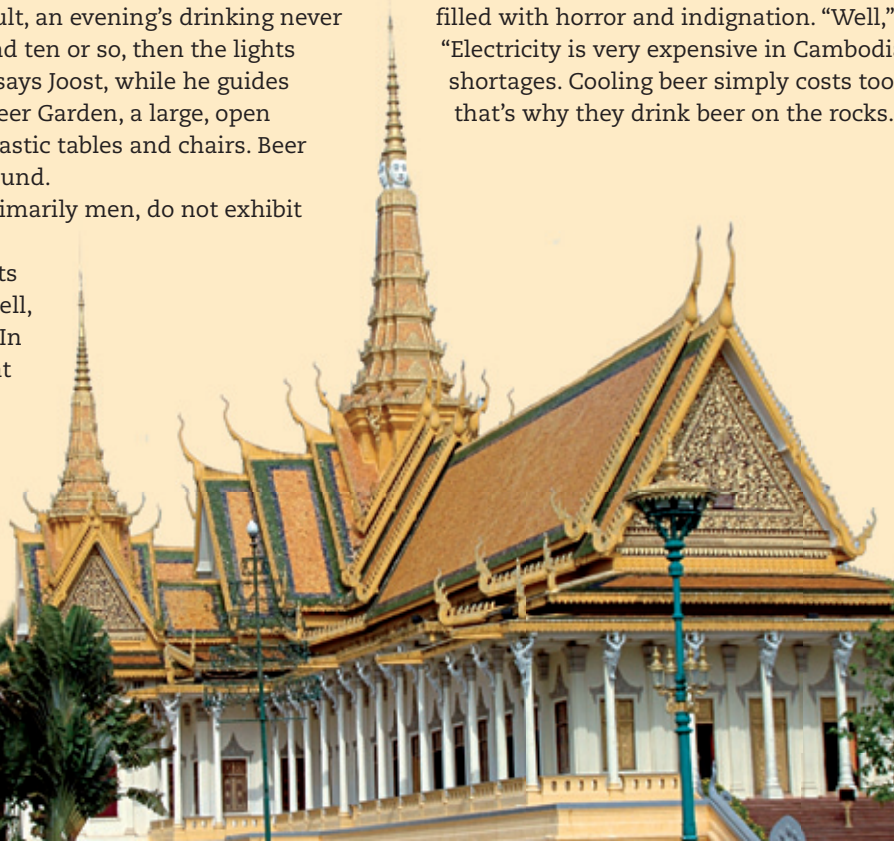 ult, an evening’s drinking never
nd ten or so, then the lights
says Joost, while he guides
eer Garden, a large, open
astic tables and chairs. Beer
und.
imarily men, do not exhibit
ts
ell,
In
filled with horror and indignation. “Well,”
“Electricity is very expensive in Cambodia
shortages. Cooling beer simply costs too
that’s why they drink beer on the rocks.